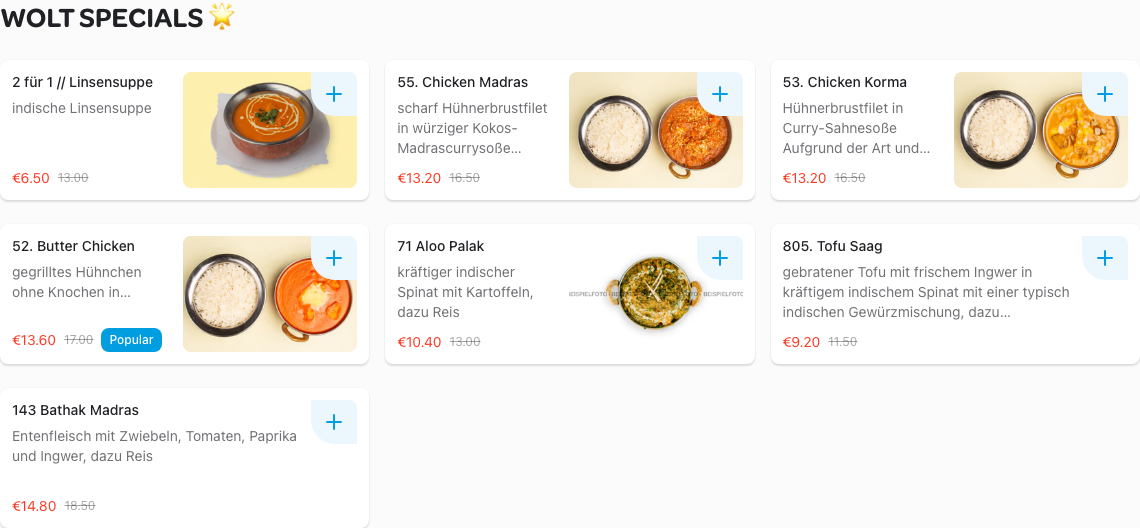 WOLT SPECIALS 🌟
2 für 1 // Linsensuppe
indische Linsensuppe
€6.50 13.00
55. Chicken Madras
scharf Hühnerbrustfilet
in würziger Kokos-
Madrascurrysoße...
€13.20 16.50
53. Chicken Korma
Hühnerbrustfilet in
Curry-Sahnesoße
Aufgrund der Art und...
€13.20 16.50
52. Butter Chicken
gegrilltes Hühnchen
ohne Knochen in...
€13.60 17.00 Popular
71 Aloo Palak
kräftiger indischer
Spinat mit Kartoffeln,
dazu Reis
€10.40 13.00
BEISPIELFOTO
805. Tofu Saag
gebratener Tofu mit frischem Ingwer in
kräftigem indischem Spinat mit einer typisch
indischen Gewürzmischung, dazu...
€9.20 11.50
143 Bathak Madras
Entenfleisch mit Zwiebeln, Tomaten, Paprika
und Ingwer, dazu Reis
€14.80 18.50